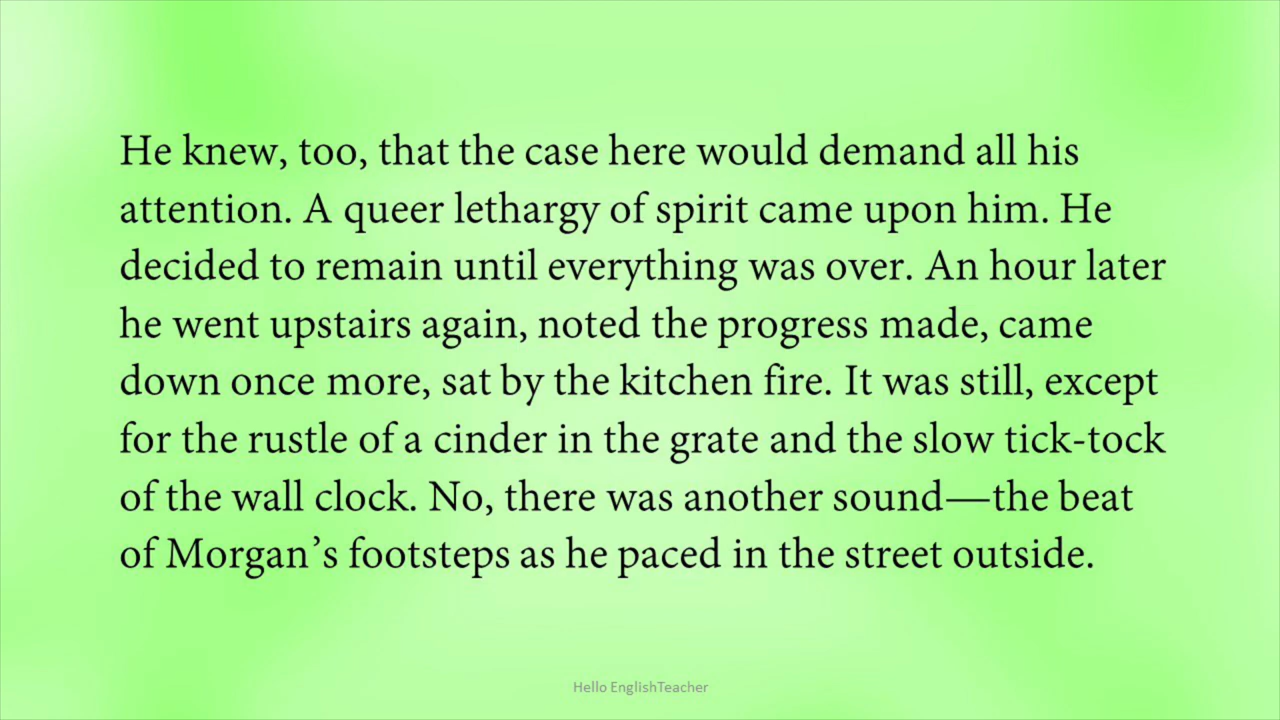 He knew, too, that the case here would demand all his
attention. A queer lethargy of spirit came upon him. He
decided to remain until everything was over. An hour later
he went upstairs again, noted the progress made, came
down once more, sat by the kitchen fire. It was still, except
for the rustle of a cinder in the grate and the slow tick-tock
of the wall clock. No, there was another sound—the beat
of Morgan’s footsteps as he paced in the street outside.
Hello EnglishTeacher